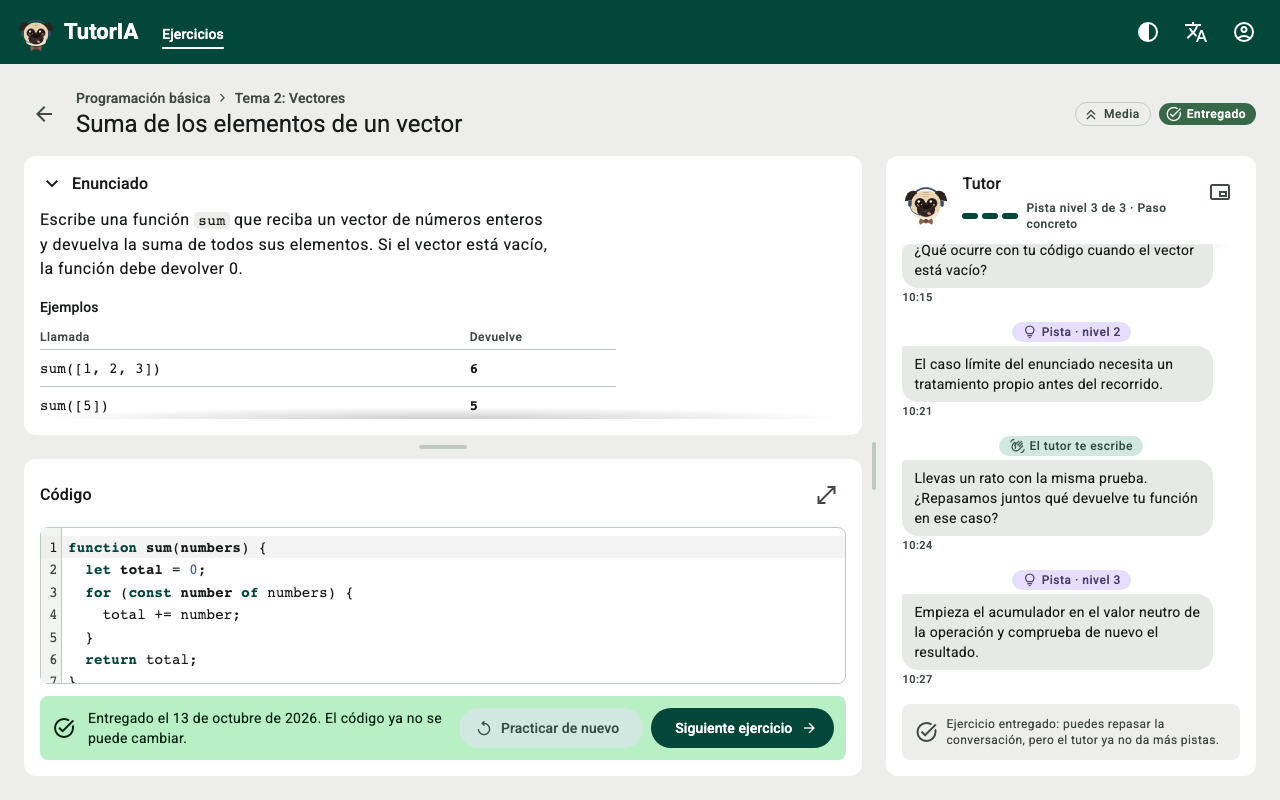 TutorIA
Ejercicios
Programación básica > Tema 2: Vectores
Suma de los elementos de un vector
Media
Entregado
Enunciado
Escribe una función sum que reciba un vector de números enteros
y devuelva la suma de todos sus elementos. Si el vector está vacío,
la función debe devolver 0.
Ejemplos
Llamada Devuelve
sum([1, 2, 3]) 6
sum([5]) 5
Código
1 function sum(numbers) {
2 let total = 0;
3 for (const number of numbers) {
4 total += number;
5 }
6 return total;
7 }
Entregado el 13 de octubre de 2026. El código ya no se
puede cambiar.
Practicar de nuevo
Siguiente ejercicio
Tutor
Pista nivel 3 de 3 · Paso
concreto
¿Qué ocurre con tu código cuando el vector
está vacío?
10:15
Pista · nivel 2
El caso límite del enunciado necesita un
tratamiento propio antes del recorrido.
10:21
El tutor te escribe
Llevas un rato con la misma prueba.
¿Repasamos juntos qué devuelve tu función
en ese caso?
10:24
Pista · nivel 3
Empieza el acumulador en el valor neutro de
la operación y comprueba de nuevo el
resultado.
10:27
Ejercicio entregado: puedes repasar la
conversación, pero el tutor ya no da más pistas.